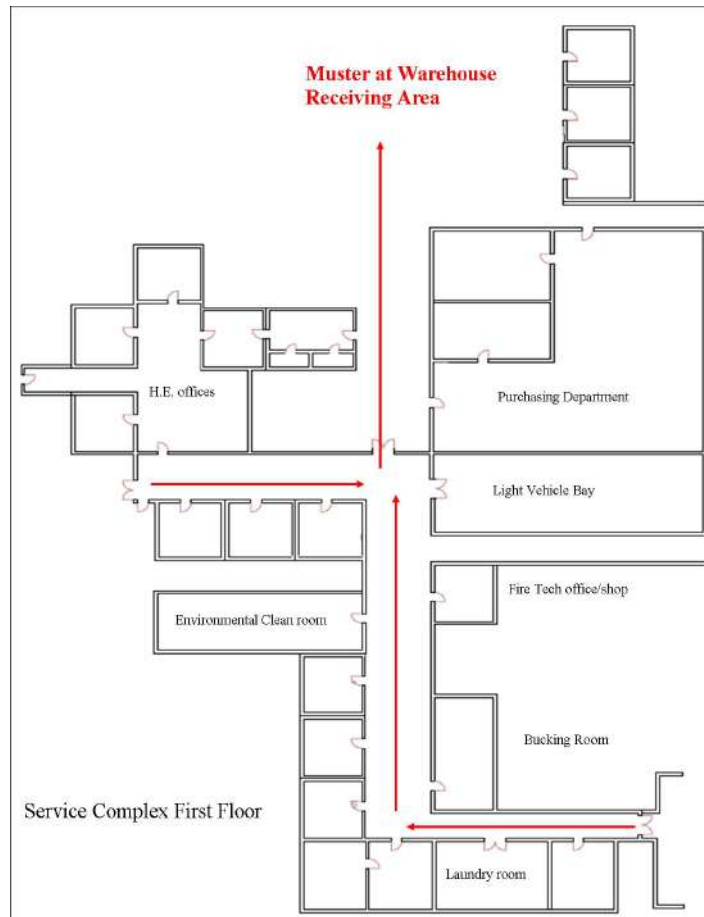 Muster at Warehouse
Receiving Area
H.E. offices
Purchasing Department
Light Vehicle Bay
Fire Tech office/shop
Environmental Clean room
Bucking Room
Service Complex First Floor
Laundry room